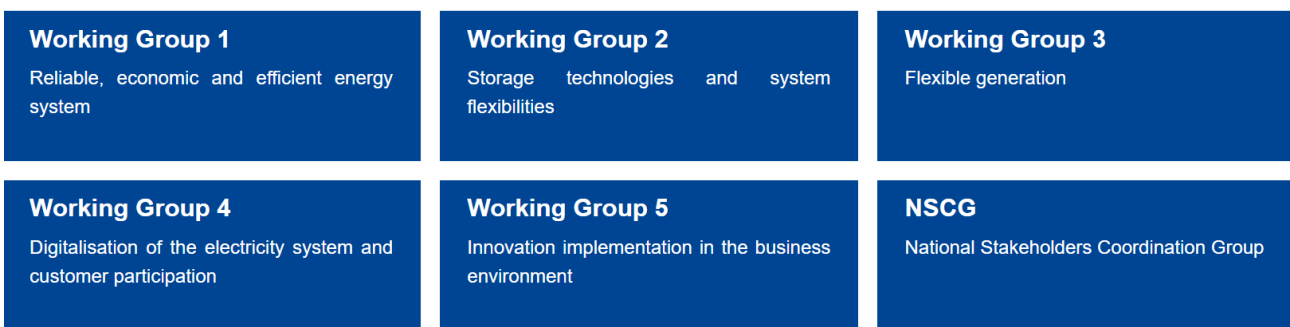 Working Group 1
Reliable, economic and efficient energy
system
Working Group 2
Storage technologies and system
flexibilities
Working Group 3
Flexible generation
Working Group 4
Digitalisation of the electricity system and
customer participation
Working Group 5
Innovation implementation in the business
environment
NSCG
National Stakeholders Coordination Group